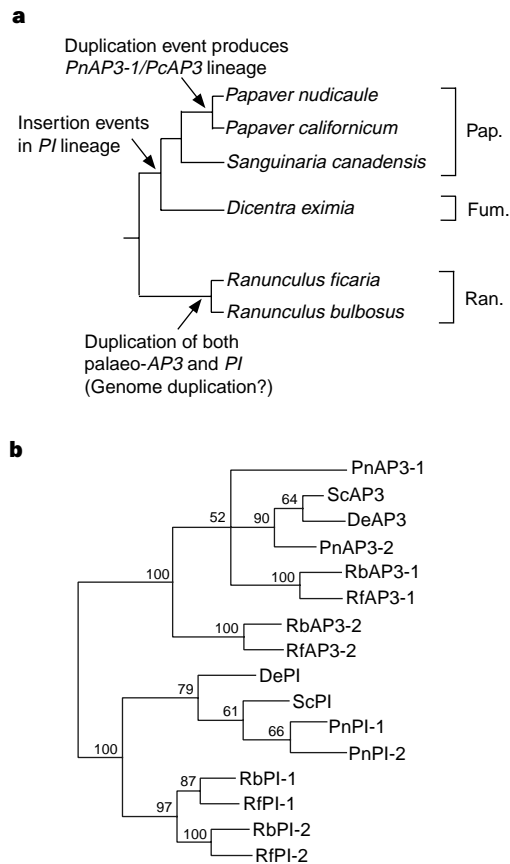 a
Duplication event produces
PnAP3-1/PcAP3 lineage
Insertion events
in PI lineage
Papaver nudicaule
Papaver californicum
Sanguinaria canadensis
Pap.
Dicentra eximia
Fum.
Ranunculus ficaria
Ranunculus bulbosus
Ran.
Duplication of both
palaeo-AP3 and PI
(Genome duplication?)
b
PnAP3-1
ScAP3
64
DeAP3
52
90
PnAP3-2
RbAP3-1
100
RfAP3-1
100
RbAP3-2
100
RfAP3-2
DePI
79
ScPI
61
PnPI-1
66
PnPI-2
100
RbPI-1
87
RfPI-1
97
RbPI-2
100
RfPI-2